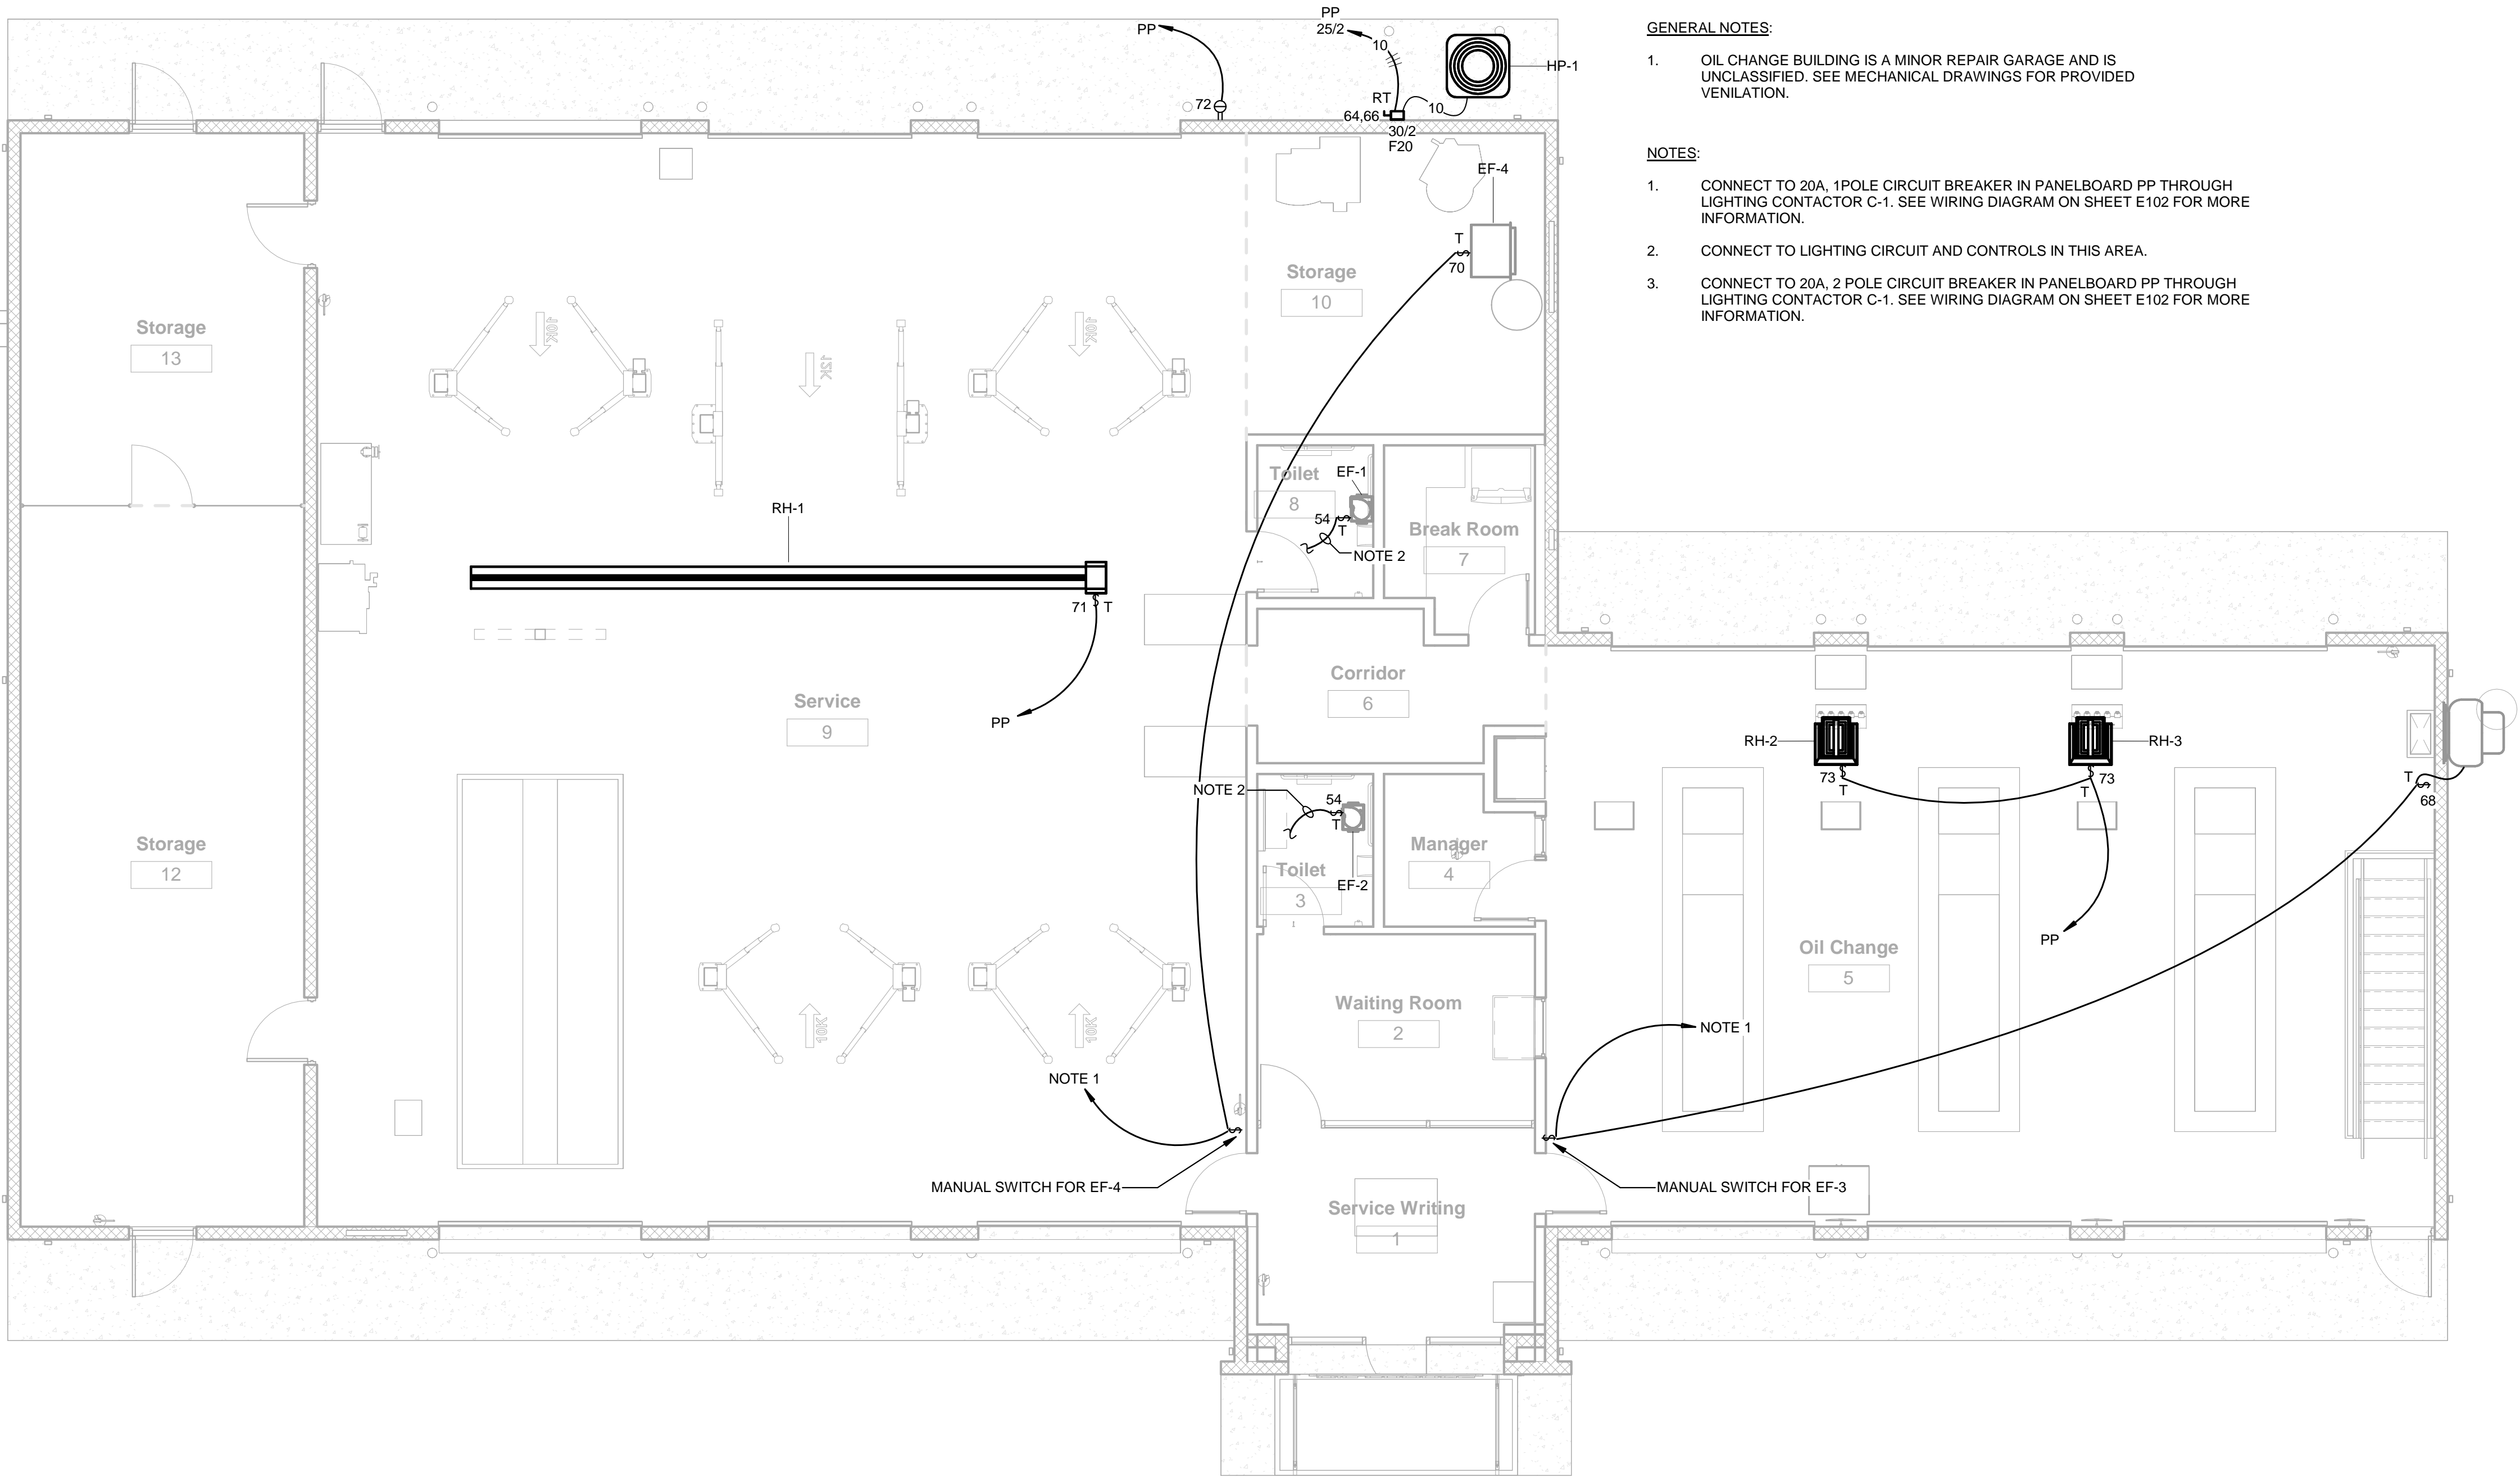 GENERAL NOTES:
1. OIL CHANGE BUILDING IS A MINOR REPAIR GARAGE AND IS
UNCLASSIFIED. SEE MECHANICAL DRAWINGS FOR PROVIDED
VENILATION.
NOTES:
1. CONNECT TO 20A, 1POLE CIRCUIT BREAKER IN PANELBOARD PP THROUGH
LIGHTING CONTACTOR C-1. SEE WIRING DIAGRAM ON SHEET E102 FOR MORE
INFORMATION.
2. CONNECT TO LIGHTING CIRCUIT AND CONTROLS IN THIS AREA.
3. CONNECT TO 20A, 2 POLE CIRCUIT BREAKER IN PANELBOARD PP THROUGH
LIGHTING CONTACTOR C-1. SEE WIRING DIAGRAM ON SHEET E102 FOR MORE
INFORMATION.
PP
PP
25/2
10
HP-1
72
RT
64,66
10
30/2
F20
EF-4
T
70
Storage
10
Storage
13
10K
12K
10K
Toilet
8
EF-1
54
T
NOTE 2
Break Room
7
RH-1
71
T
PP
Service
9
Corridor
6
RH-2
73
T
RH-3
73
T
T
68
PP
NOTE 2
54
T
EF-2
Toilet
3
Manager
4
Storage
12
Oil Change
5
Waiting Room
2
10K
10K
NOTE 1
NOTE 1
MANUAL SWITCH FOR EF-4
MANUAL SWITCH FOR EF-3
Service Writing
1